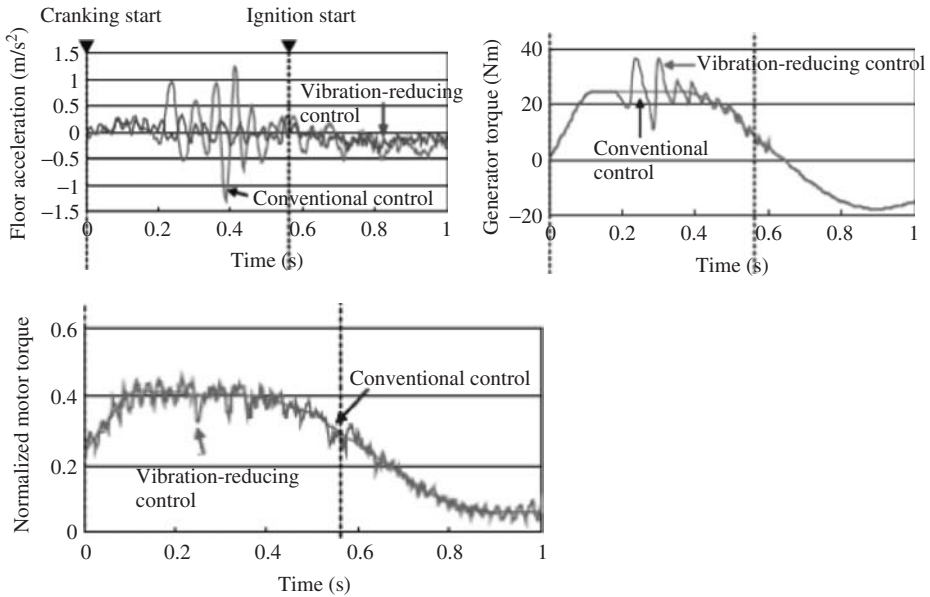 Cranking start
Ignition start
Floor acceleration (m/s²)
1.5
1
0.5
0
−0.5
−1
−1.5
Vibration-reducing
control
Conventional control
0
0.2
0.4
0.6
0.8
1
Time (s)
Generator torque (Nm)
40
20
0
−20
Vibration-reducing control
Conventional
control
0
0.2
0.4
0.6
0.8
1
Time (s)
Normalized motor torque
0.6
0.4
0.2
0
Conventional control
Vibration-reducing
control
0
0.2
0.4
0.6
0.8
1
Time (s)